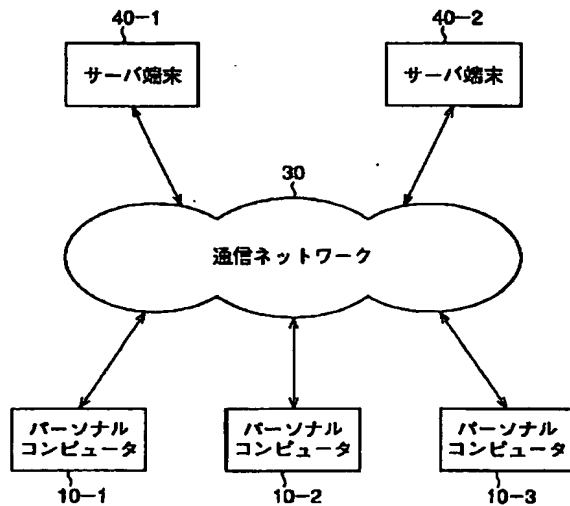 40-1
40-2
サーバ端末
サーバ端末
30
通信ネットワーク
パーソナル
コンピュータ
パーソナル
コンピュータ
パーソナル
コンピュータ
10-1
10-2
10-3